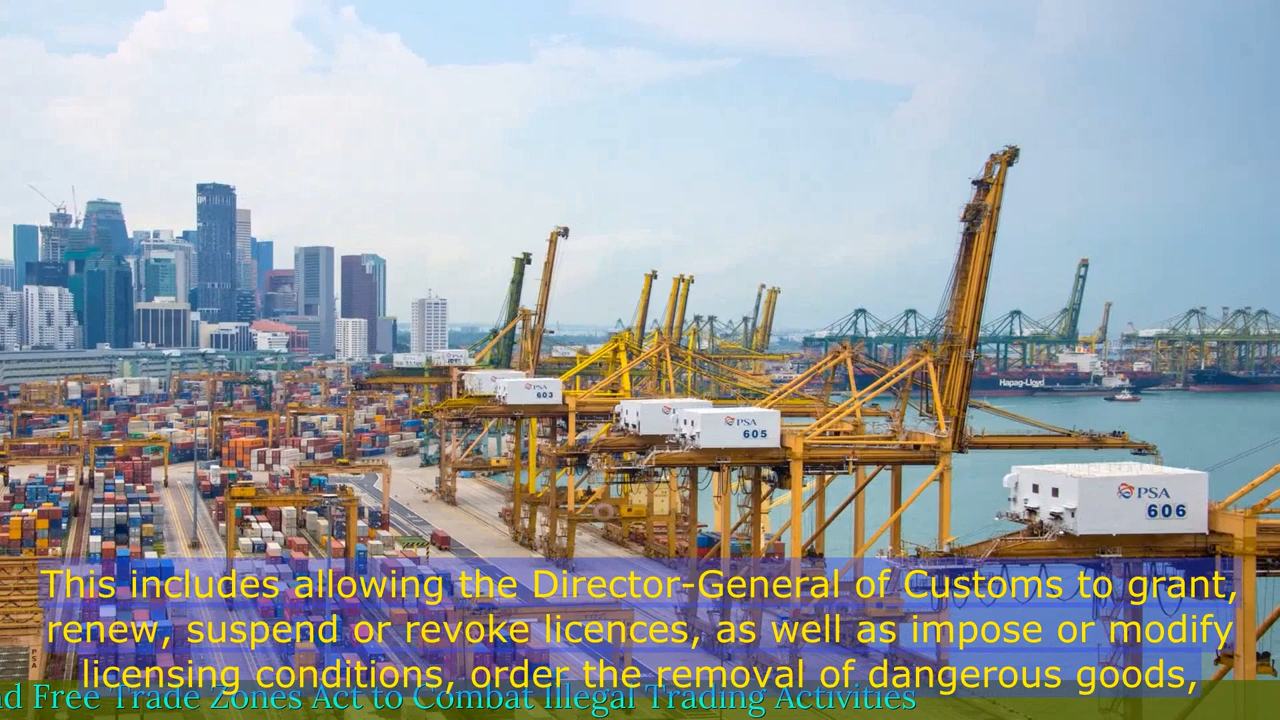 603
PSA
605
Hapag-Lloyd
PSA
606
This includes allowing the Director-General of Customs to grant,
renew, suspend or revoke licences, as well as impose or modify
licensing conditions, order the removal of dangerous goods,
Free Trade Zones Act to Combat Illegal Trading Activities
PSA